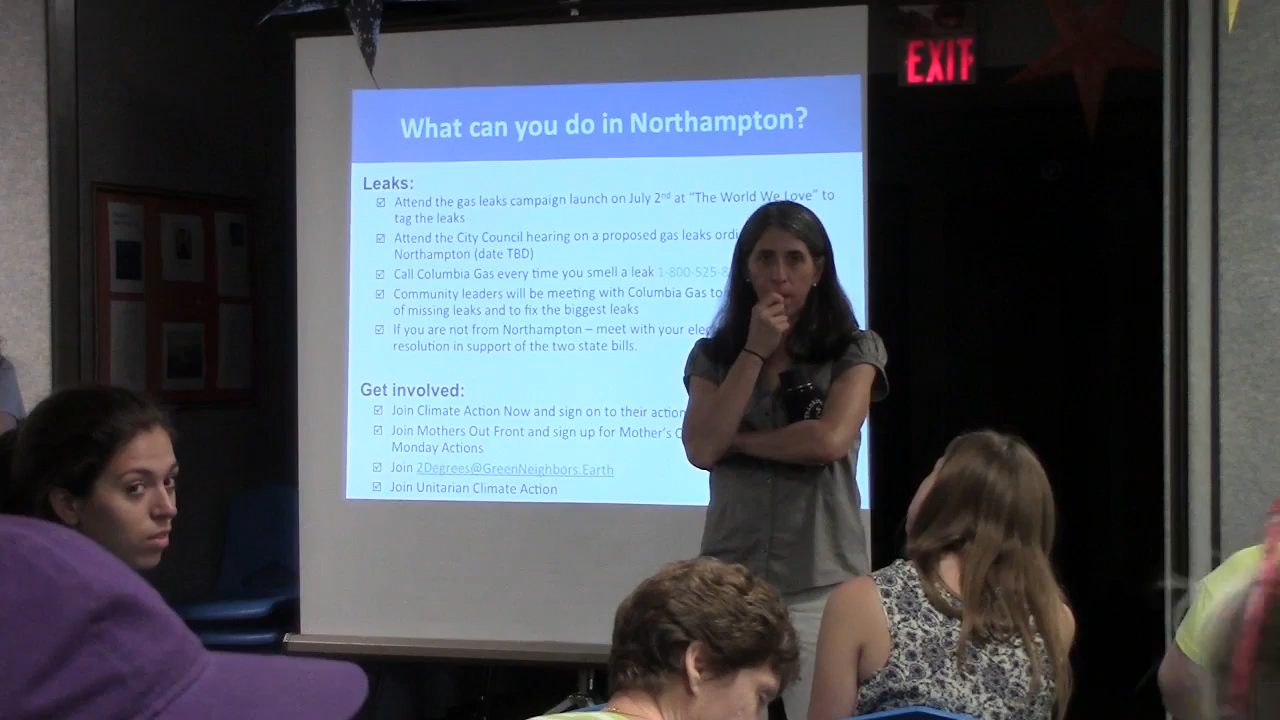 EXIT
What can you do in Northampton?
Leaks:
☑ Attend the gas leaks campaign launch on July 2nd at "The World We Love" to
tag the leaks
☑ Attend the City Council hearing on a proposed gas leaks
Northampton (date TBD)
☑ Call Columbia Gas every time you smell a leak 1-800-525-8
☑ Community leaders will be meeting with Columbia Gas to
of missing leaks and to fix the biggest leaks
☑ If you are not from Northampton – meet with your
resolution in support of the two state bills.
Get involved:
☑ Join Climate Action Now and sign on to their action
☑ Join Mothers Out Front and sign up for Mother's
Monday Actions
☑ Join 2Degrees@GreenNeighbors.Earth
☑ Join Unitarian Climate Action